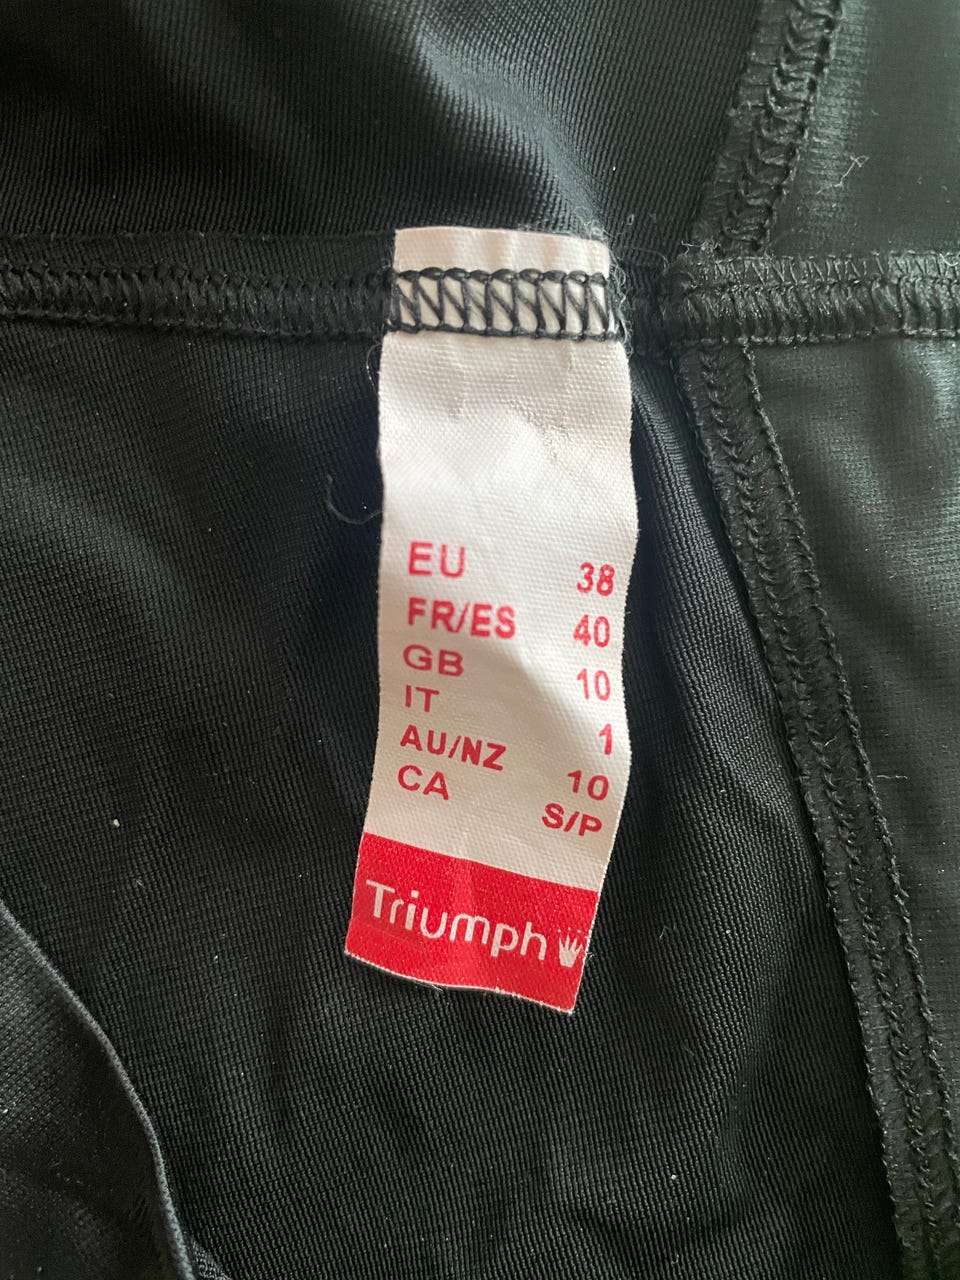 EU 38
FR/ES 40
GB 10
IT 1
AU/NZ 10
CA S/P
Triumph